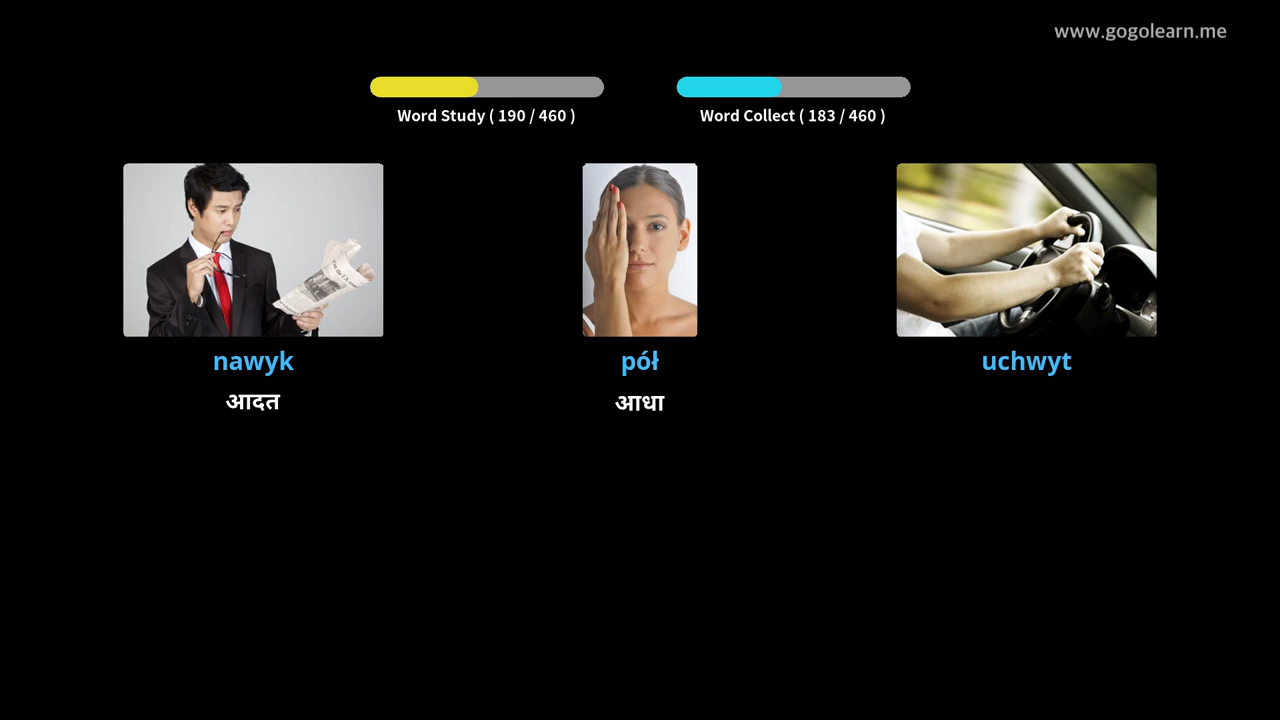 www.gogolearn.me
Word Study ( 190 / 460 )
Word Collect ( 183 / 460 )
nawyk
pół
uchwyt
आदत
आधा